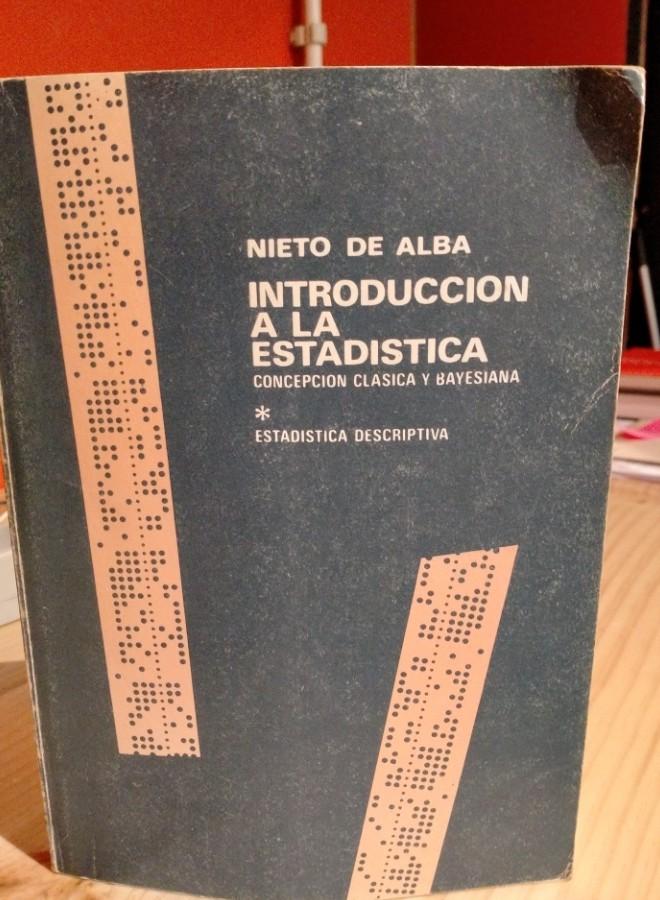 NIETO DE ALBA
INTRODUCCION
A LA
ESTADISTICA
CONCEPCION CLASICA Y BAYESIANA
*
ESTADISTICA DESCRIPTIVA